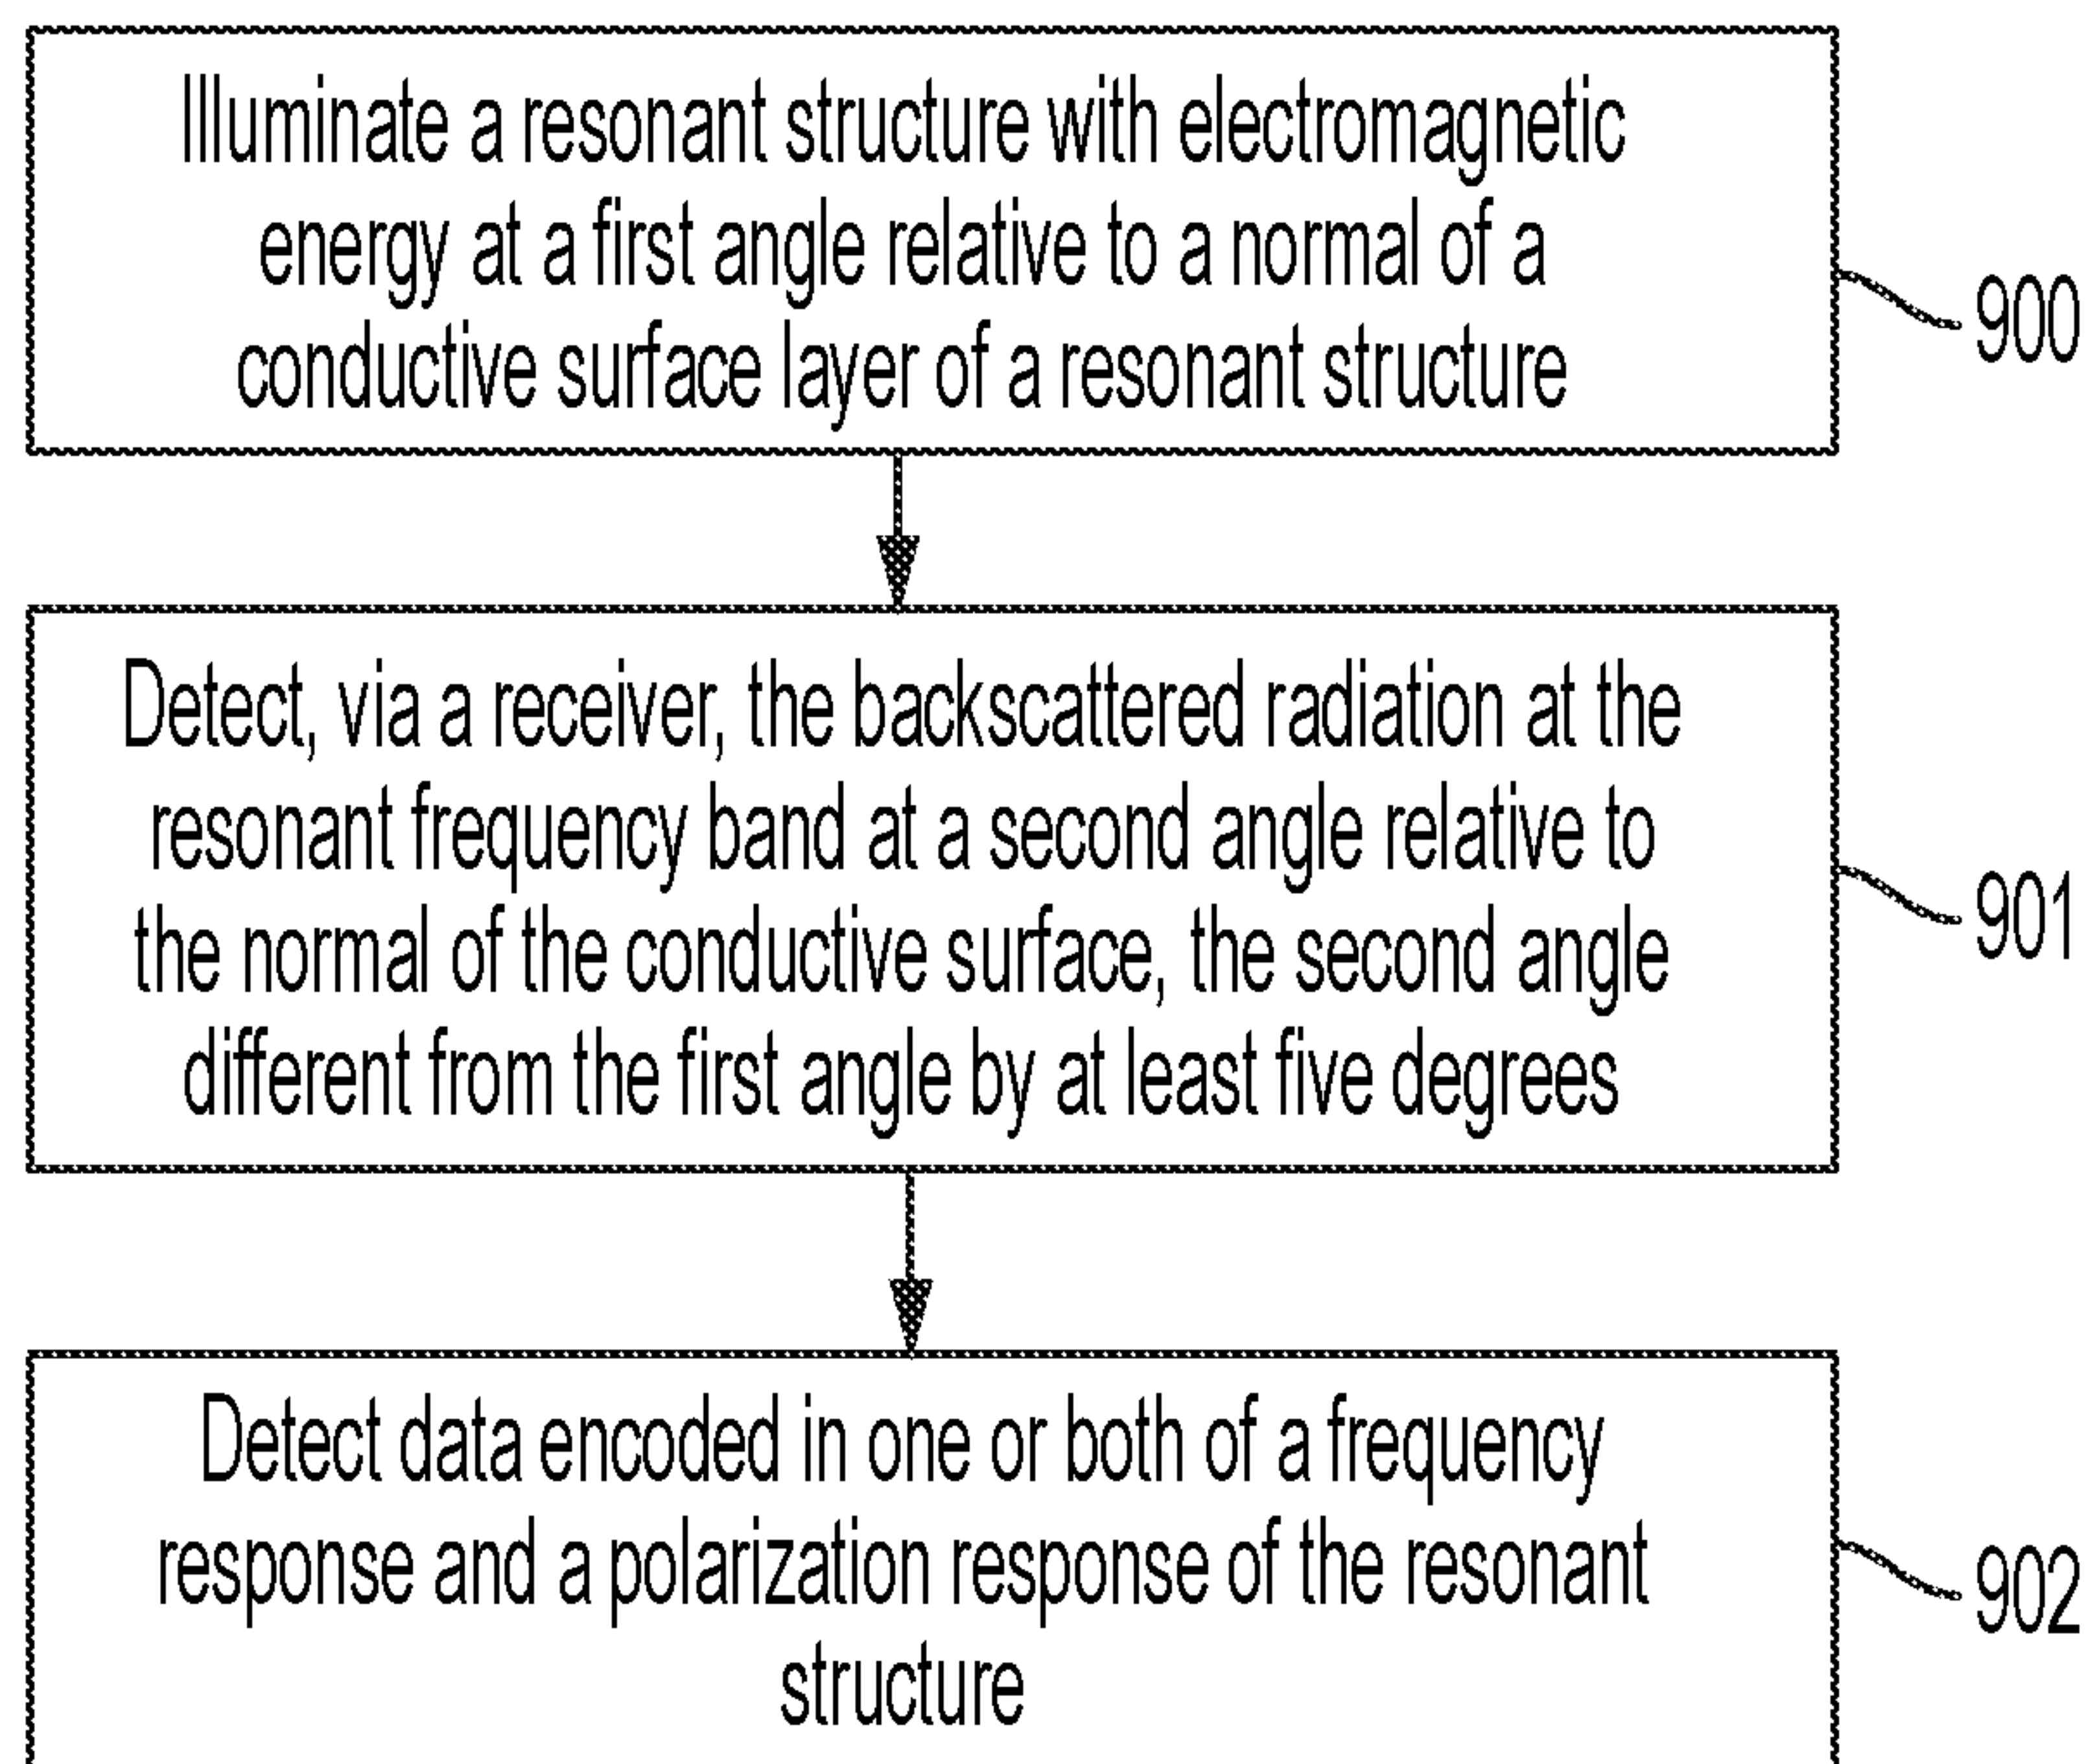 Illuminate a resonant structure with electromagnetic
energy at a first angle relative to a normal of a
conductive surface layer of a resonant structure
900
Detect, via a receiver, the backscattered radiation at the
resonant frequency band at a second angle relative to
the normal of the conductive surface, the second angle
different from the first angle by at least five degrees
901
Detect data encoded in one or both of a frequency
response and a polarization response of the resonant
structure
902